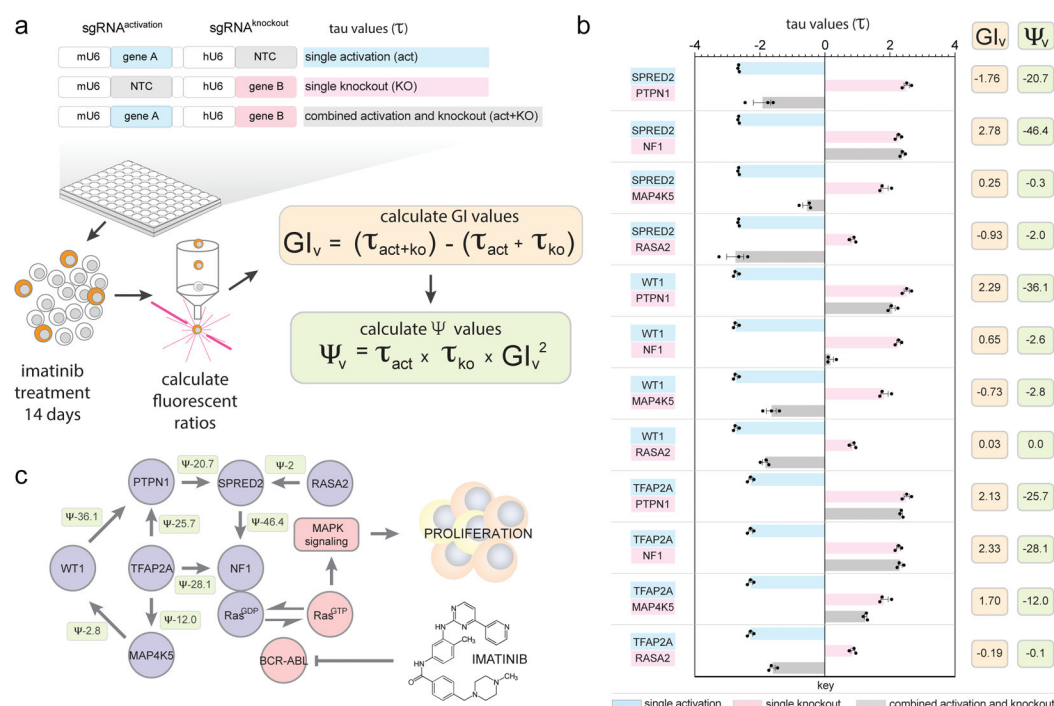 a
sgRNAactivation
sgRNAknockout
tau values (τ)
mU6
gene A
hU6
NTC
single activation (act)
mU6
NTC
hU6
gene B
single knockout (KO)
mU6
gene A
hU6
gene B
combined activation and knockout (act+KO)
imatinib
treatment
14 days
calculate
fluorescent
ratios
calculate GI values
GIv = (τact+ko) - (τact + τko)
calculate Ψ values
Ψv = τact x τko x GIv²
b
tau values (τ)
GIv
Ψv
-4
-2
0
2
4
SPRED2
PTPN1
-1.76
-20.7
SPRED2
NF1
2.78
-46.4
SPRED2
MAP4K5
0.25
-0.3
SPRED2
RASA2
-0.93
-2.0
WT1
PTPN1
2.29
-36.1
WT1
NF1
0.65
-2.6
WT1
MAP4K5
-0.73
-2.8
WT1
RASA2
0.03
0.0
TFAP2A
PTPN1
2.13
-25.7
TFAP2A
NF1
2.33
-28.1
TFAP2A
MAP4K5
1.70
-12.0
TFAP2A
RASA2
-0.19
-0.1
key
single activation
single knockout
combined activation and knockout
c
PTPN1
Ψ-20.7
SPRED2
Ψ-2
RASA2
Ψ-36.1
Ψ-25.7
Ψ-46.4
MAPK
signaling
PROLIFERATION
WT1
TFAP2A
Ψ-28.1
NF1
Ψ-2.8
Ψ-12.0
RasGDP
RasGTP
MAP4K5
BCR-ABL
IMATINIB
N
N
N
HN
CH₃
HN
O
N
N
CH₃